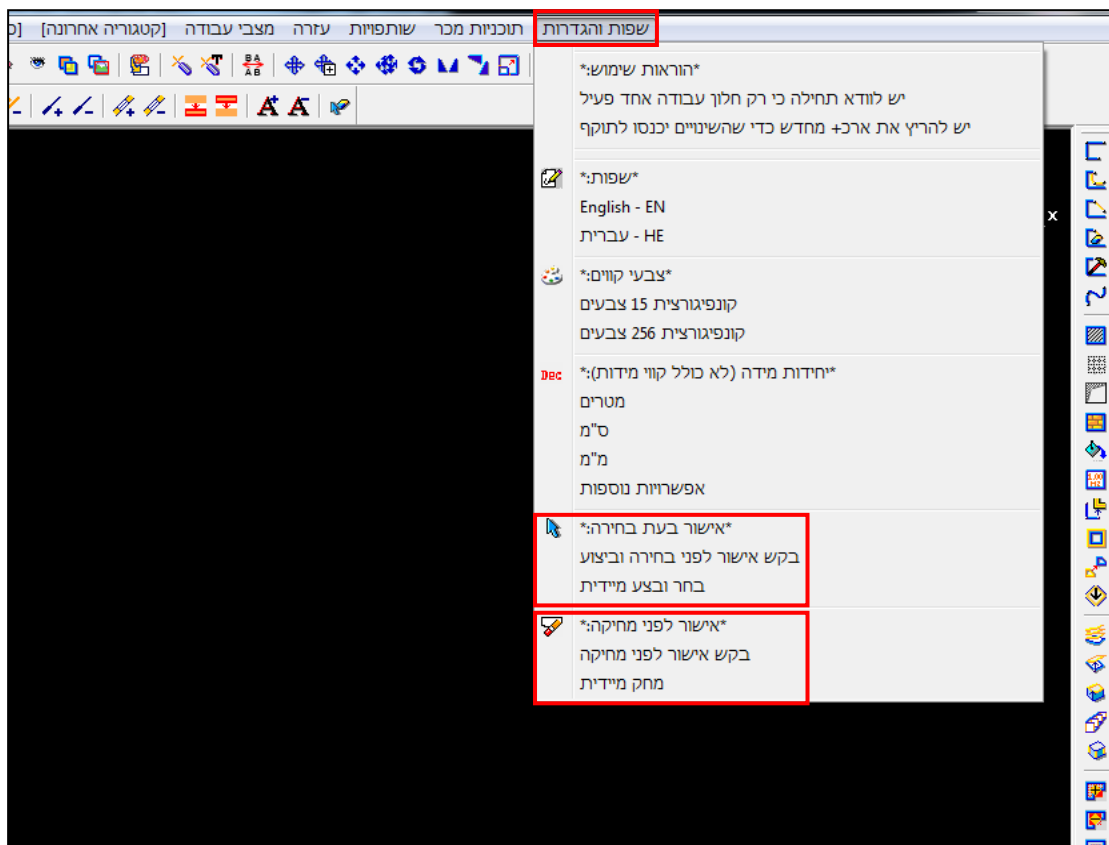 שפות והגדרות תוכניות מכר שותפויות עזרה מצבי עבודה [קטגוריה אחרונה]
*הוראות שימוש:*
יש לוודא תחילה כי רק חלון עבודה אחד פעיל
יש להריץ את ארכ+ מחדש כדי שהשינויים יכנסו לתוקף
*שפות:*
English - EN
עברית - HE
*צבעי קווים:*
קונפיגורצית 15 צבעים
קונפיגורצית 256 צבעים
DEC *יחידות מידה (לא כולל קווי מידות):*
מטרים
ס"מ
מ"מ
אפשרויות נוספות
*אישור בעת בחירה:*
בקש אישור לפני בחירה וביצוע
בחר ובצע מיידית
*אישור לפני מחיקה:*
בקש אישור לפני מחיקה
מחק מיידית
x